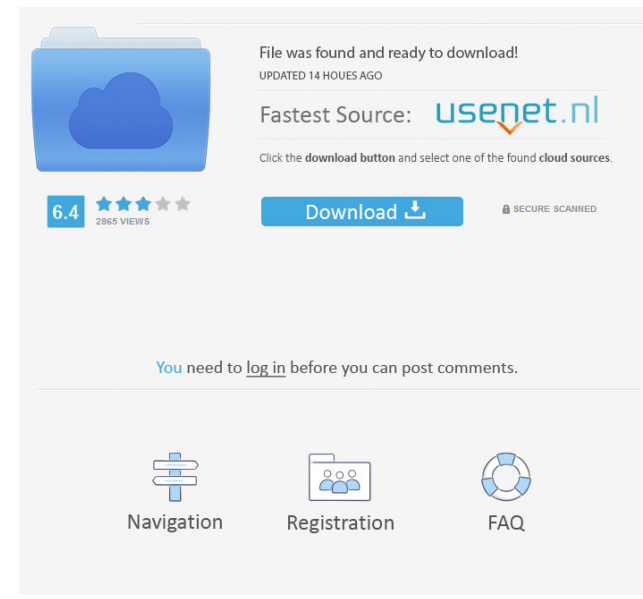 File was found and ready to download!
UPDATED 14 HOUES AGO
Fastest Source: usenet.nl
Click the download button and select one of the found cloud sources.
6.4
2865 VIEWS
Download
SECURE SCANNED
You need to log in before you can post comments.
Navigation
Registration
FAQ